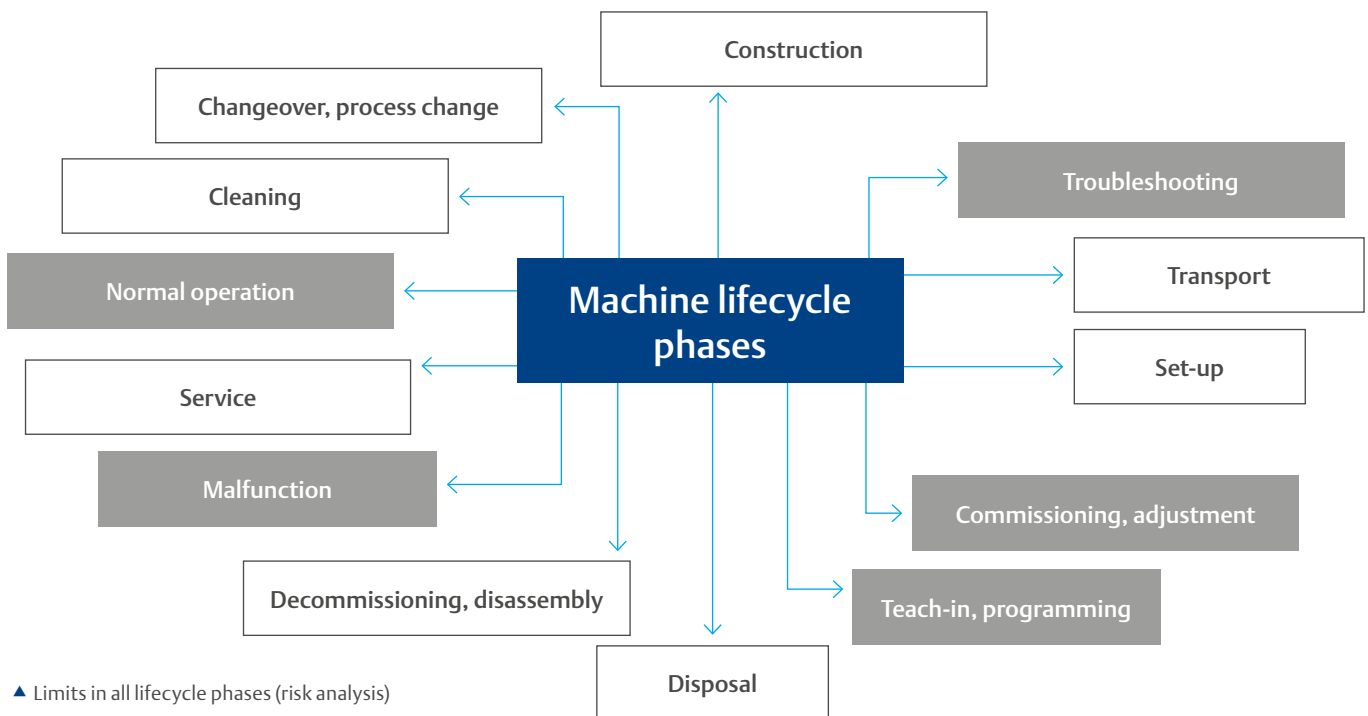 Construction
Changeover, process change
Troubleshooting
Cleaning
Transport
Normal operation
Machine lifecycle
phases
Set-up
Service
Malfunction
Commissioning, adjustment
Decommissioning, disassembly
Teach-in, programming
Disposal
▲ Limits in all lifecycle phases (risk analysis)